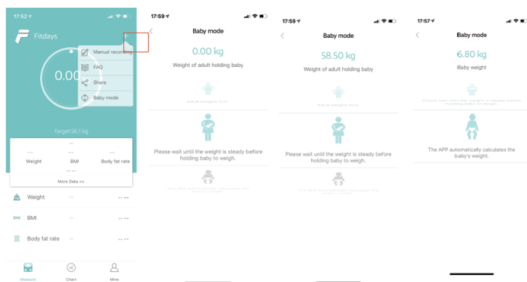 17:52
Fitdays
Manual recording
FAQ
Share
Baby mode
0.00
Weight
BMI
Body fat rate
More Data >>
Weight
BMI
Body fat rate
Measure
Chart
Mine
17:59
Baby mode
0.00 kg
Weight of adult holding baby
Please wait until the weight is steady before
holding baby to weigh.
17:59
Baby mode
58.50 kg
Weight of adult holding baby
Please wait until the weight is steady before
holding baby to weigh.
17:57
Baby mode
6.80 kg
Baby weight
The APP automatically calculates the
baby's weight.